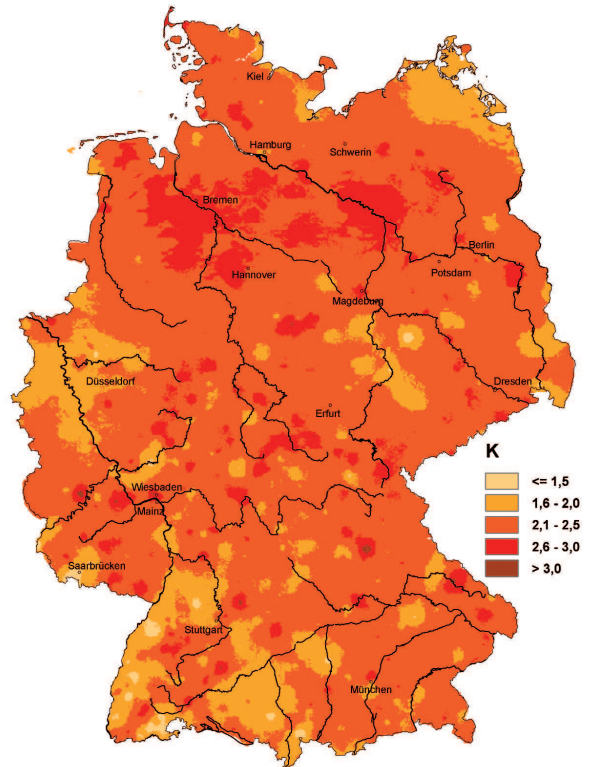 Kiel
Hamburg
Schwerin
Bremen
Berlin
Hannover
Potsdam
Magdeburg
Düsseldorf
Dresden
Erfurt
K
<= 1,5
1,6 - 2,0
2,1 - 2,5
2,6 - 3,0
> 3,0
Wiesbaden
Mainz
Saarbrücken
Stuttgart
München